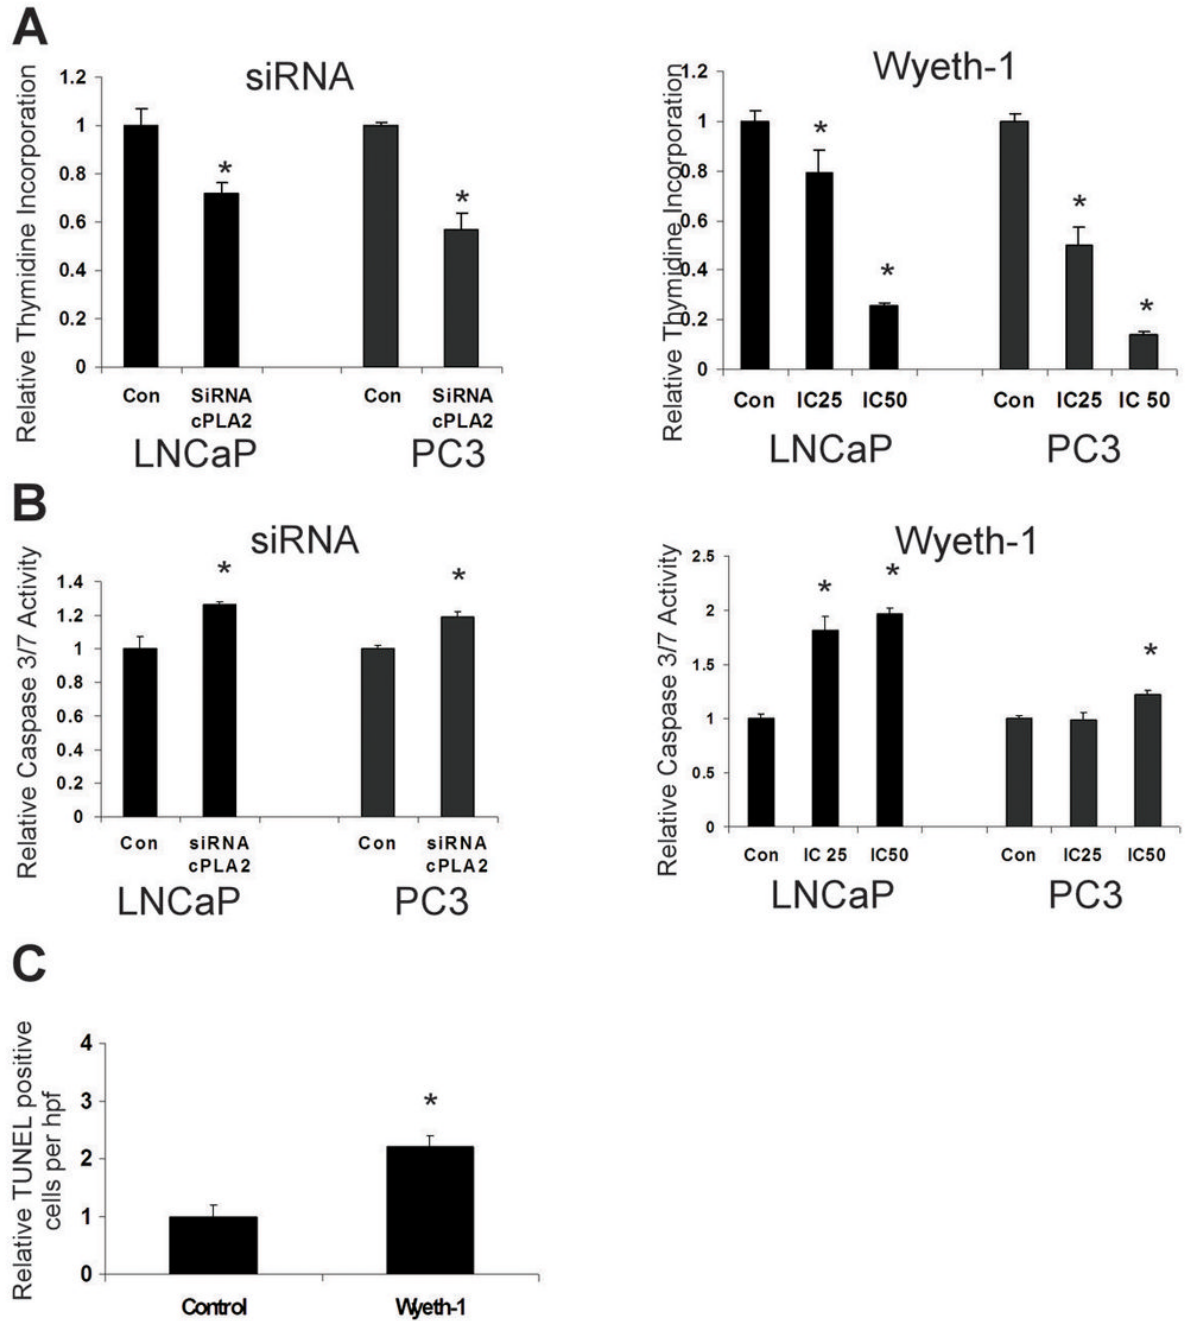 A
siRNA
Relative Thymidine Incorporation
1.2
1
0.8
0.6
0.4
0.2
0
*
*
Con
SiRNA
cPLA2
Con
SiRNA
cPLA2
LNCaP
PC3
Wyeth-1
Relative Thymidine Incorporation
1.2
1
0.8
0.6
0.4
0.2
0
*
*
*
*
Con
IC25
IC50
Con
IC25
IC 50
LNCaP
PC3
B
siRNA
Relative Caspase 3/7 Activity
1.4
1.2
1
0.8
0.6
0.4
0.2
0
*
*
Con
siRNA
cPLA2
Con
siRNA
cPLA2
LNCaP
PC3
Wyeth-1
Relative Caspase 3/7 Activity
2.5
2
1.5
1
0.5
0
*
*
*
Con
IC 25
IC50
Con
IC25
IC50
LNCaP
PC3
C
Relative TUNEL positive
cells per hpf
4
3
2
1
0
*
Control
Wyeth-1